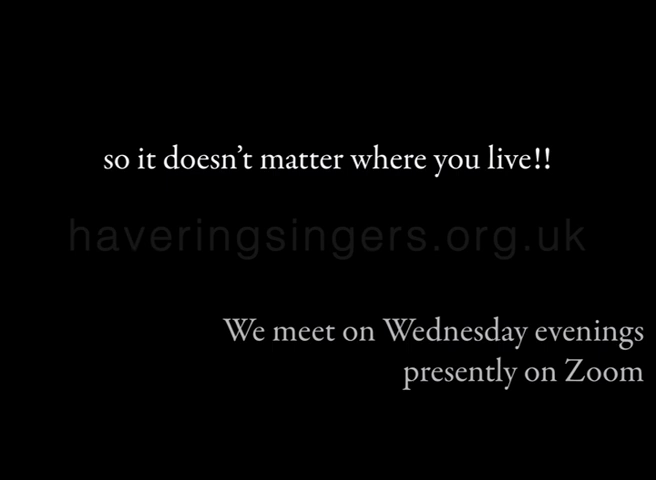 so it doesn’t matter where you live!!
haveringsingers.org.uk
We meet on Wednesday evenings
presently on Zoom